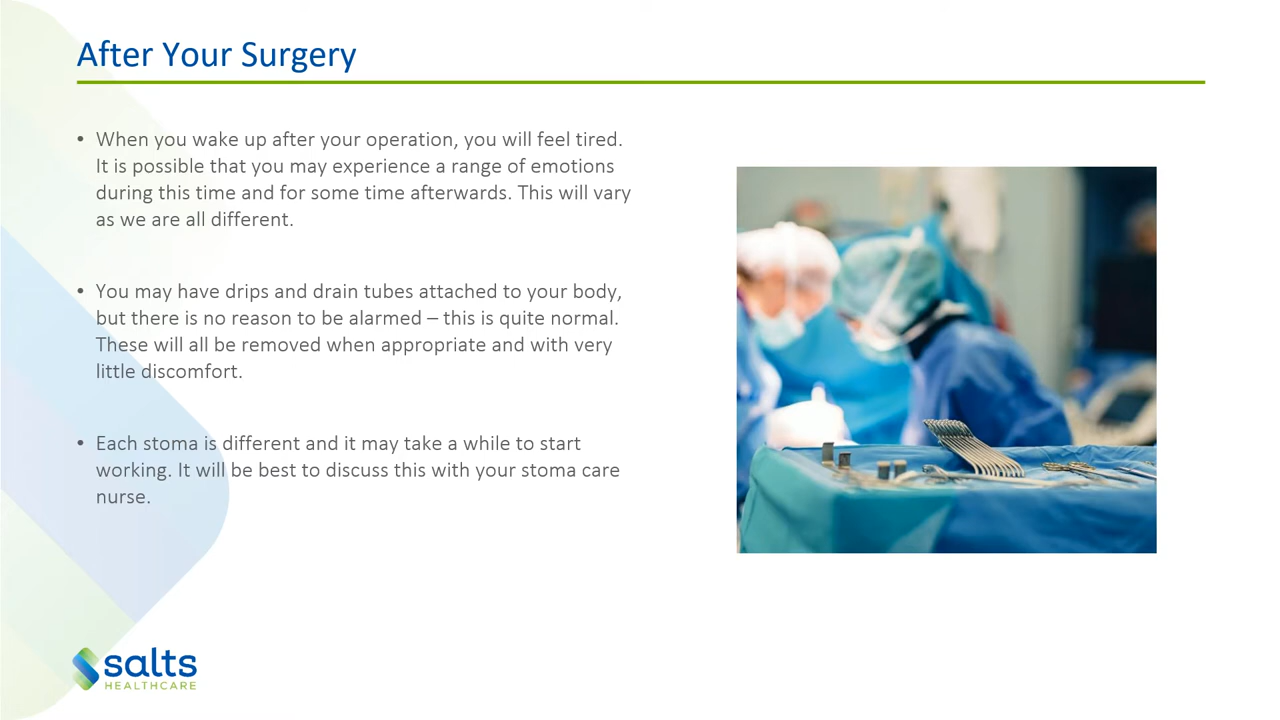 After Your Surgery
• When you wake up after your operation, you will feel tired.
It is possible that you may experience a range of emotions
during this time and for some time afterwards. This will vary
as we are all different.
• You may have drips and drain tubes attached to your body,
but there is no reason to be alarmed – this is quite normal.
These will all be removed when appropriate and with very
little discomfort.
• Each stoma is different and it may take a while to start
working. It will be best to discuss this with your stoma care
nurse.
salts
HEALTHCARE